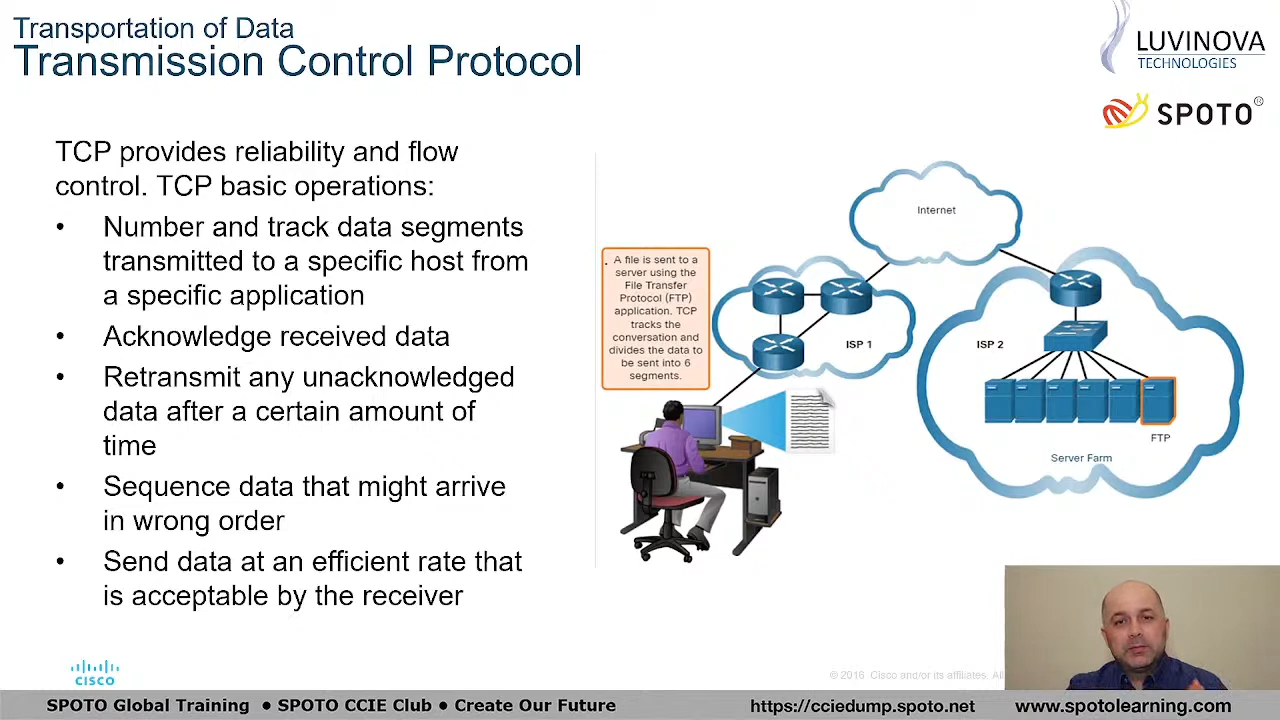 Transportation of Data
Transmission Control Protocol
LUVINOVA
TECHNOLOGIES
SPOTO®
TCP provides reliability and flow
control. TCP basic operations:
• Number and track data segments
transmitted to a specific host from
a specific application
• Acknowledge received data
• Retransmit any unacknowledged
data after a certain amount of
time
• Sequence data that might arrive
in wrong order
• Send data at an efficient rate that
is acceptable by the receiver
A file is sent to a
server using the
File Transfer
Protocol (FTP)
application. TCP
tracks the
conversation and
divides the data to
be sent into 6
segments.
Internet
ISP 1
ISP 2
FTP
Server Farm
CISCO
© 2016 Cisco and/or its affiliates. All
SPOTO Global Training ● SPOTO CCIE Club ● Create Our Future
https://cciedump.spoto.net
www.spotolearning.com